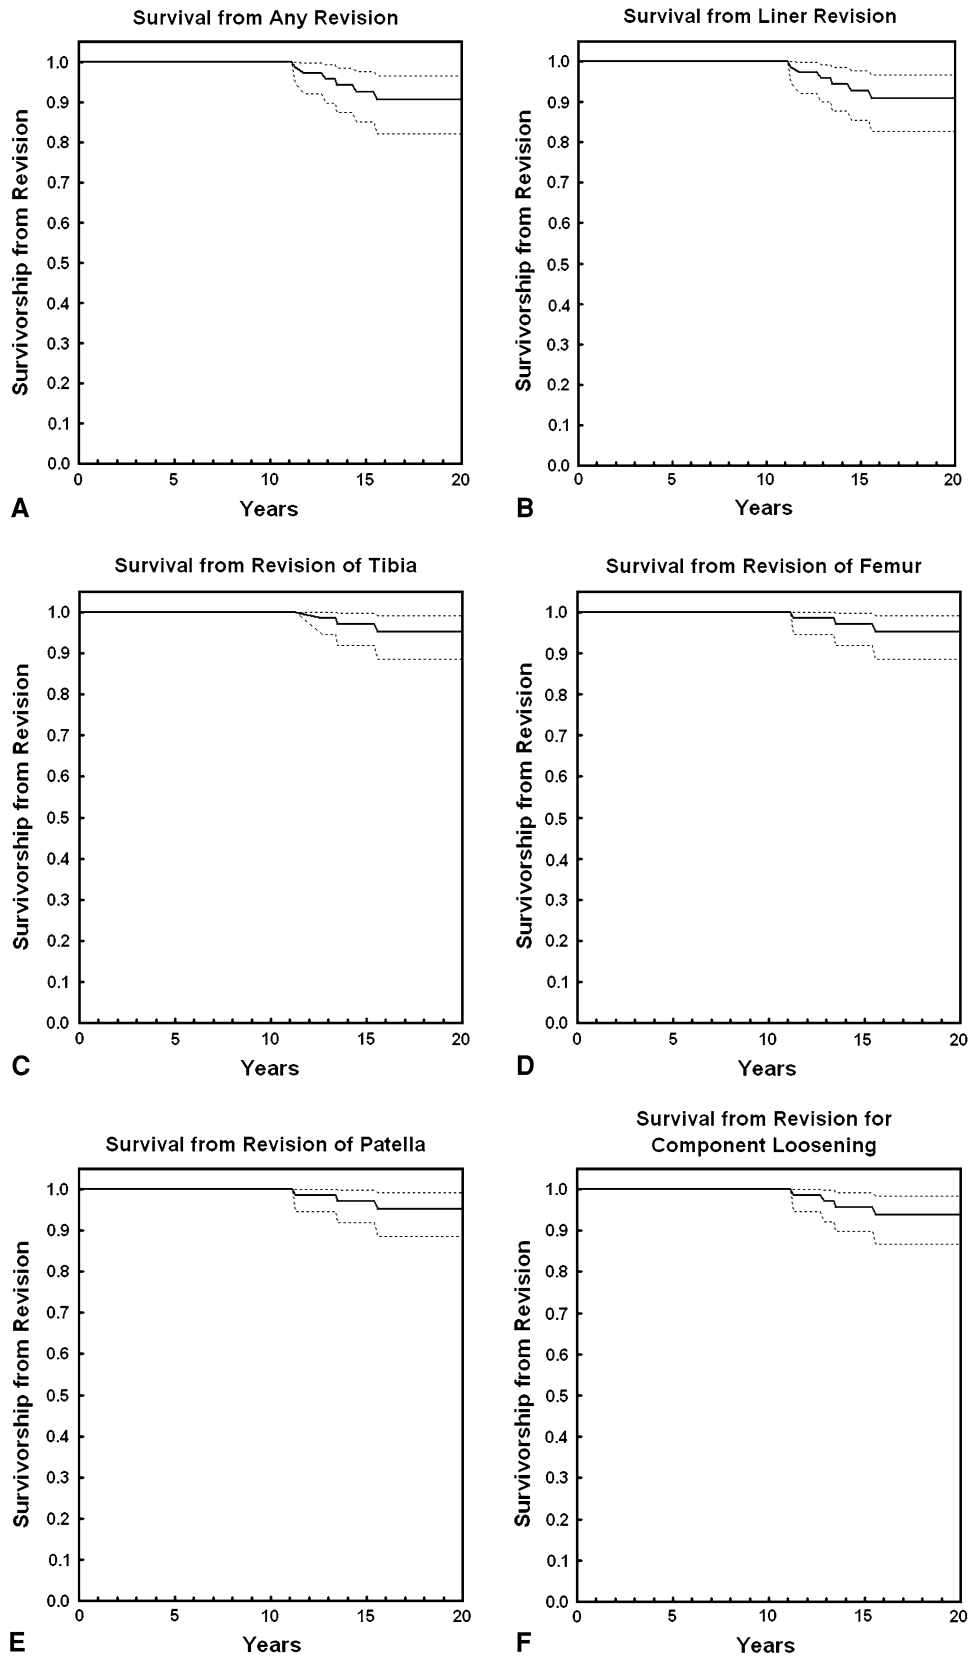 Survival from Any Revision
Survivorship from Revision
1.0
0.9
0.8
0.7
0.6
0.5
0.4
0.3
0.2
0.1
0.0
0 5 10 15 20
Years
A
Survival from Liner Revision
Survivorship from Revision
1.0
0.9
0.8
0.7
0.6
0.5
0.4
0.3
0.2
0.1
0.0
0 5 10 15 20
Years
B
Survival from Revision of Tibia
Survivorship from Revision
1.0
0.9
0.8
0.7
0.6
0.5
0.4
0.3
0.2
0.1
0.0
0 5 10 15 20
Years
C
Survival from Revision of Femur
Survivorship from Revision
1.0
0.9
0.8
0.7
0.6
0.5
0.4
0.3
0.2
0.1
0.0
0 5 10 15 20
Years
D
Survival from Revision of Patella
Survivorship from Revision
1.0
0.9
0.8
0.7
0.6
0.5
0.4
0.3
0.2
0.1
0.0
0 5 10 15 20
Years
E
Survival from Revision for
Component Loosening
Survivorship from Revision
1.0
0.9
0.8
0.7
0.6
0.5
0.4
0.3
0.2
0.1
0.0
0 5 10 15 20
Years
F